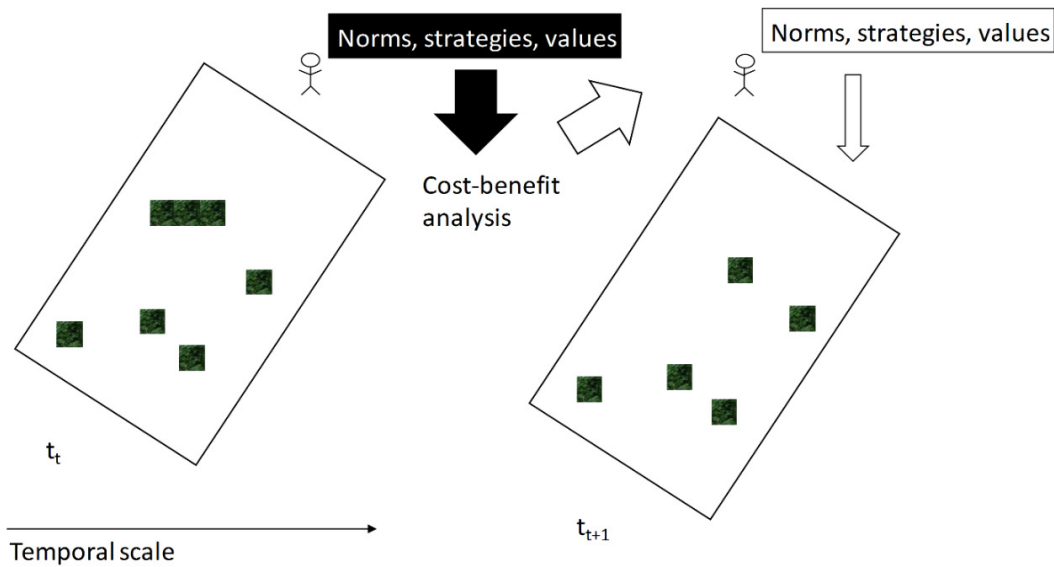 Norms, strategies, values
Norms, strategies, values
Cost-benefit
analysis
tt
tt+1
Temporal scale